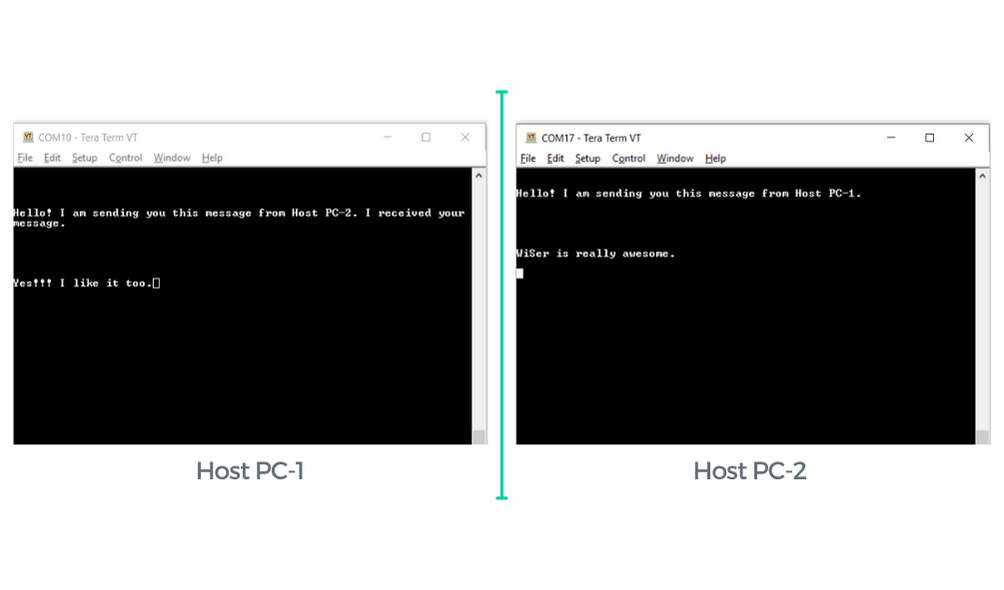 COM10 - Tera Term VT
File Edit Setup Control Window Help
Hello! I am sending you this message from Host PC-2. I received your
message.
Yes!!! I like it too.
Host PC-1
COM17 - Tera Term VT
File Edit Setup Control Window Help
Hello! I am sending you this message from Host PC-1.
WiSer is really awesome.
Host PC-2